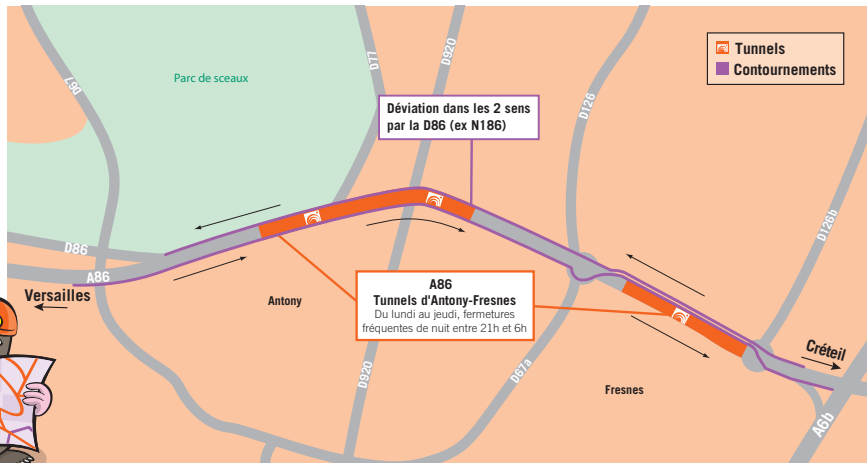 Tunnels
Contournements
Parc de sceaux
D67
D77
D920
D126
Déviation dans les 2 sens
par la D86 (ex N186)
D126b
D86
A86
Versailles
Antony
A86
Tunnels d'Antony-Fresnes
Du lundi au jeudi, fermetures
fréquentes de nuit entre 21h et 6h
Créteil
D920
D67a
Fresnes
A6b